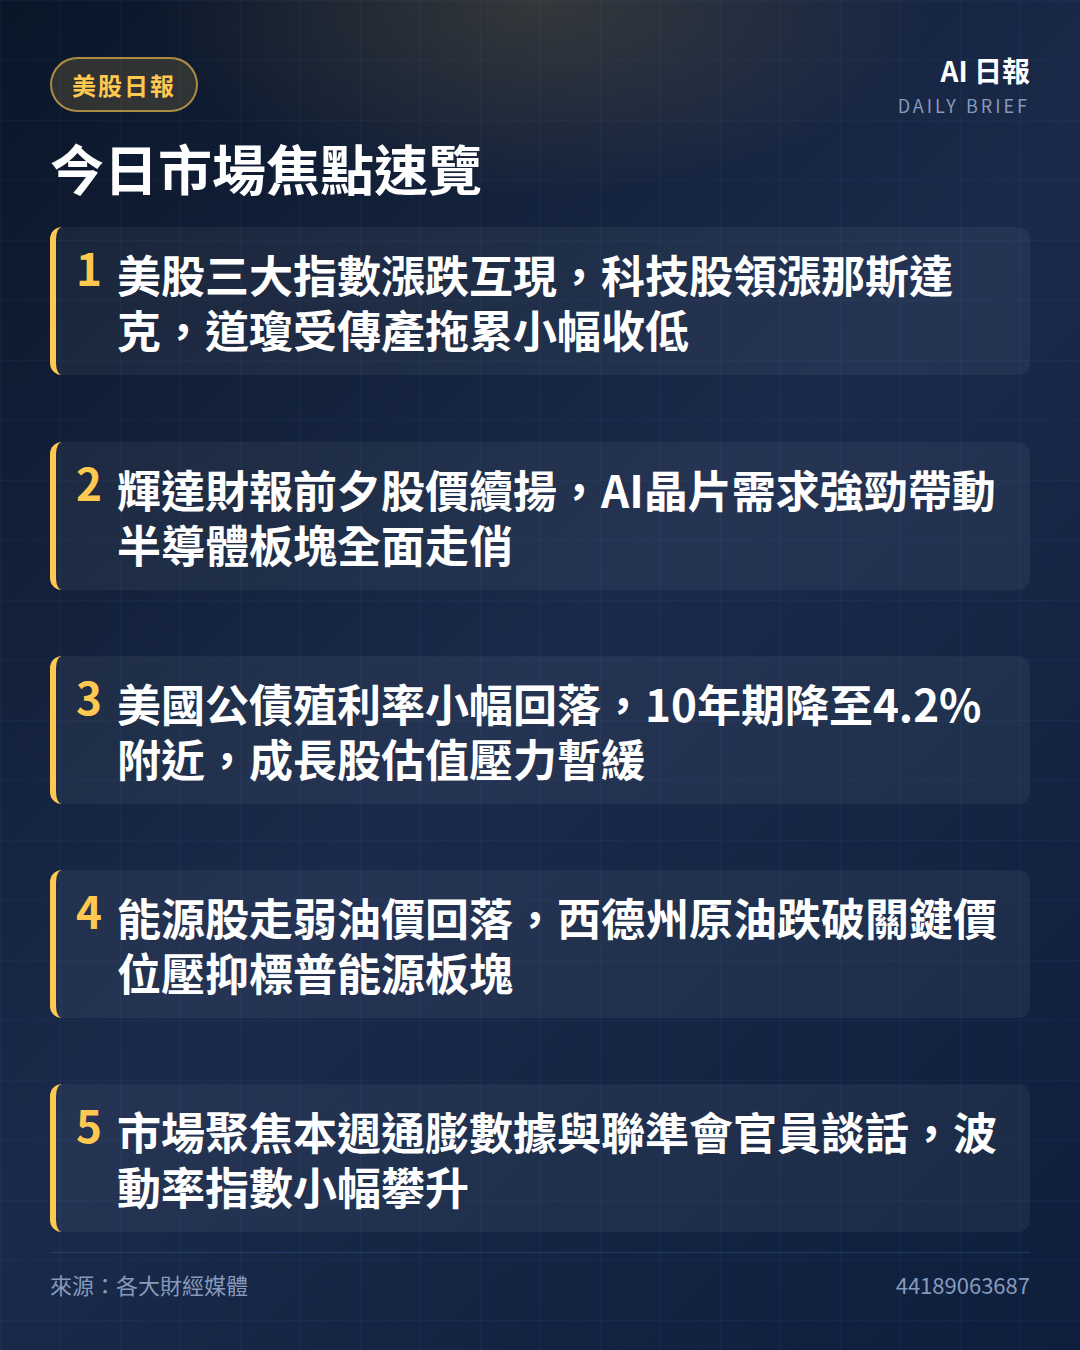 美股日報
AI 日報
DAILY BRIEF
今日市場焦點速覽
1 美股三大指數漲跌互現，科技股領漲那斯達
克，道瓊受傳產拖累小幅收低
2 輝達財報前夕股價續揚，AI晶片需求強勁帶動
半導體板塊全面走俏
3 美國公債殖利率小幅回落，10年期降至4.2%
附近，成長股估值壓力暫緩
4 能源股走弱油價回落，西德州原油跌破關鍵價
位壓抑標普能源板塊
5 市場聚焦本週通膨數據與聯準會官員談話，波
動率指數小幅攀升
來源：各大財經媒體
44189063687